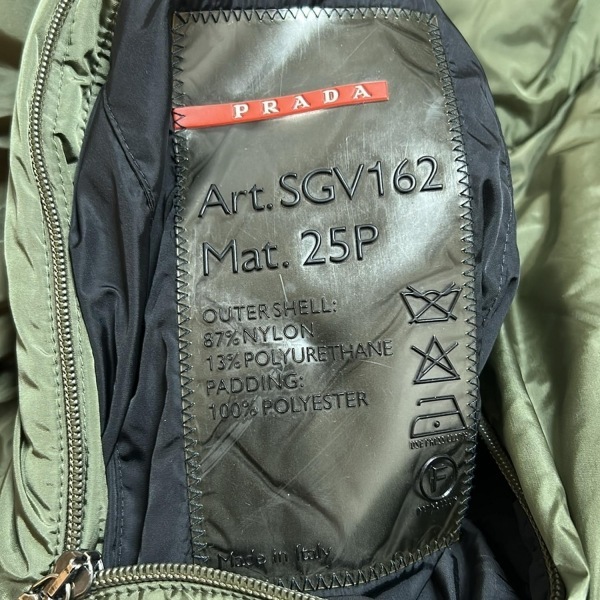 PRADA
Art. SGV162
Mat. 25P
OUTER SHELL:
87% NYLON
13% POLYURETHANE
PADDING:
100% POLYESTER
F
Made in Italy